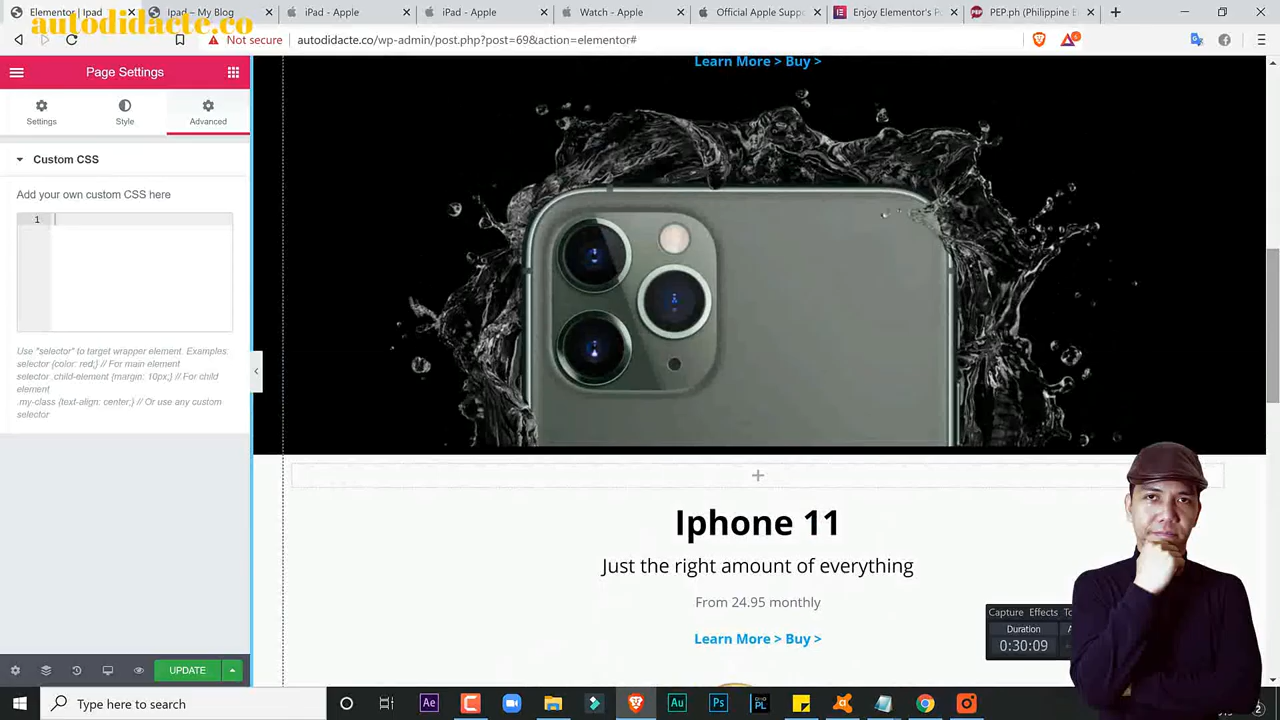 Elementor | Ipad
Ipad – My Blog
iPad - Apple
iPad - Apple
Watch - Apple
Official Apple Supp
Enjoy Elementor's P
PEP.ph (Philippine E
autodidacte.co
Not secure
autodidacte.co/wp-admin/post.php?post=69&action=elementor#
Page Settings
Settings
Style
Advanced
Custom CSS
Add your own custom CSS here
1
Use "selector" to target wrapper element. Examples:
selector {color: red;} // For main element
selector .child-element {margin: 10px;} // For child
element
.my-class {text-align: center;} // Or use any custom
selector
UPDATE
Learn More > Buy >
Iphone 11
Just the right amount of everything
From 24.95 monthly
Learn More > Buy >
Capture Effects
Duration
0:30:09
Type here to search
Ae
Au
Ps
PL